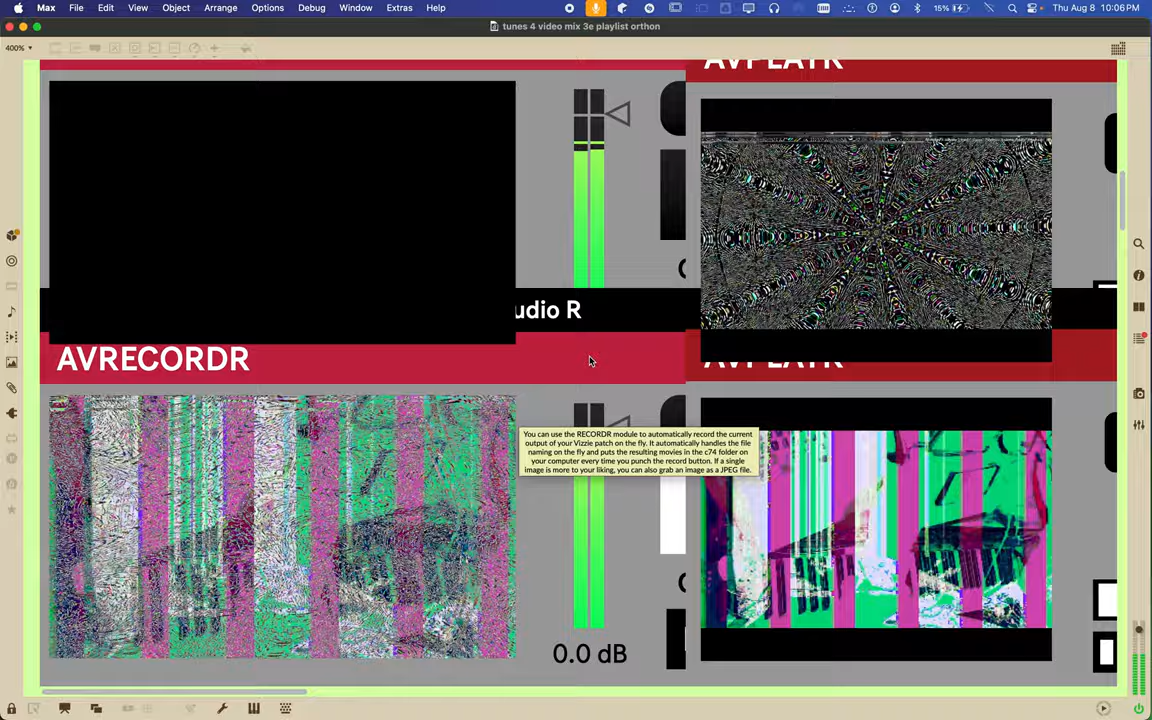 Max File Edit View Object Arrange Options Debug Window Extras Help 15% Thu Aug 8 10:06 PM
tunes 4 video mix 3e playlist orthon
400%
AVPLAYR
udio R
AVRECORDR
AVPLAYR
You can use the RECORDR module to automatically record the current
output of your Vizzie patch on the fly. It automatically handles the file
naming on the fly and puts the resulting movies in the c74 folder on
your computer every time you punch the record button. If a single
image is more to your liking, you can also grab an image as a JPEG file.
0.0 dB